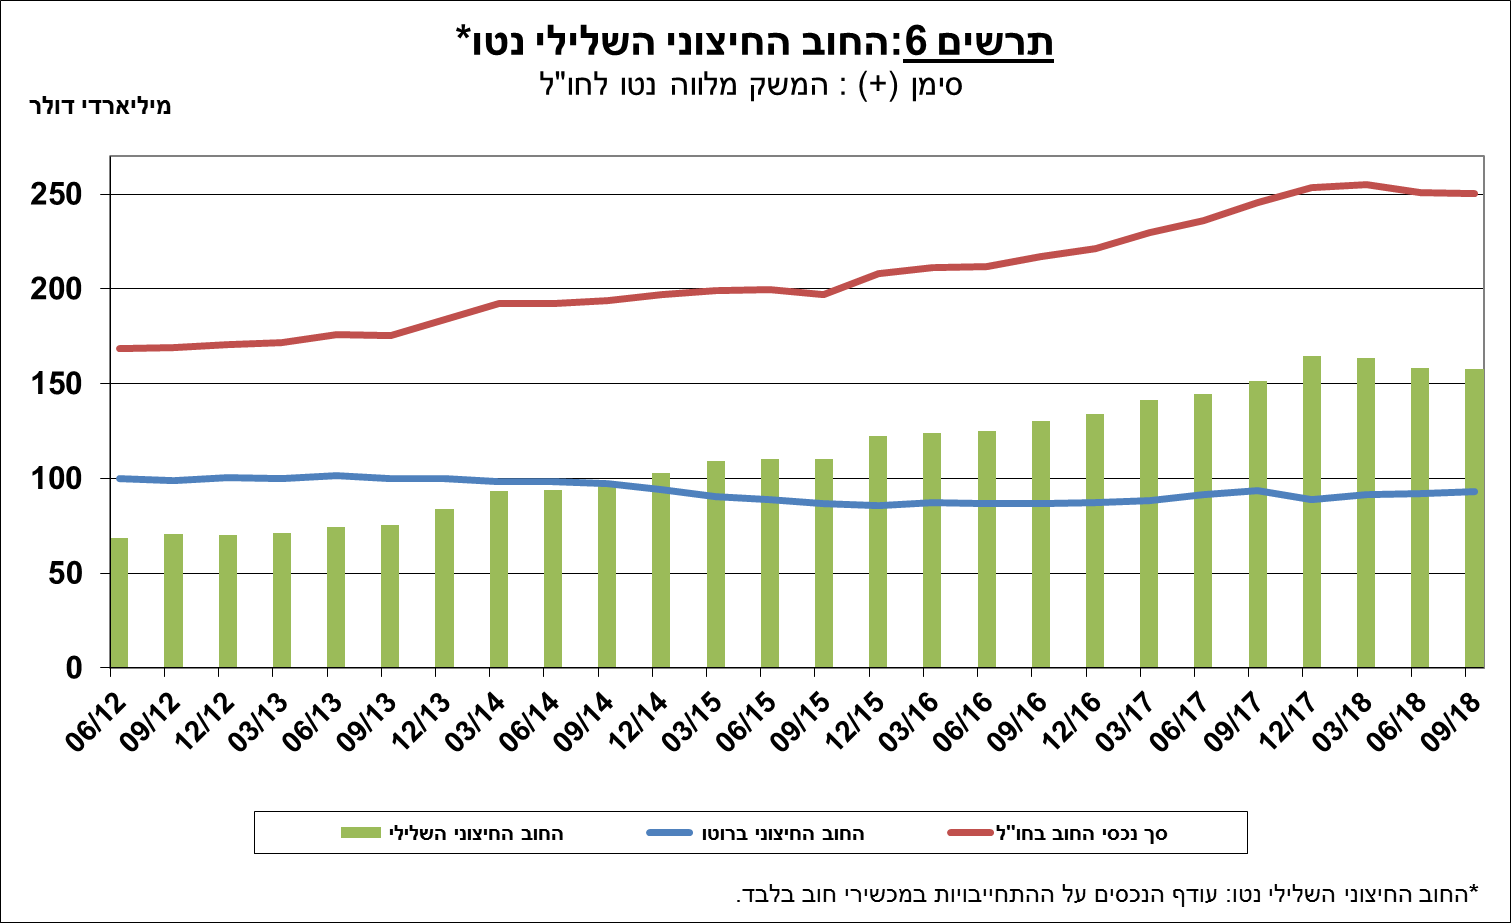 תרשים 6:החוב החיצוני השלילי נטו*
סימן (+) : המשק מלווה נטו לחו"ל
מיליארדי דולר
250
200
150
100
50
0
06/12 09/12 12/12 03/13 06/13 09/13 12/13 03/14 06/14 09/14 12/14 03/15 06/15 09/15 12/15 03/16 06/16 09/16 12/16 03/17 06/17 09/17 12/17 03/18 06/18 09/18
סך נכסי החוב בחו"ל החוב החיצוני ברוטו החוב החיצוני השלילי
*החוב החיצוני השלילי נטו: עודף הנכסים על ההתחייבויות במכשירי חוב בלבד.